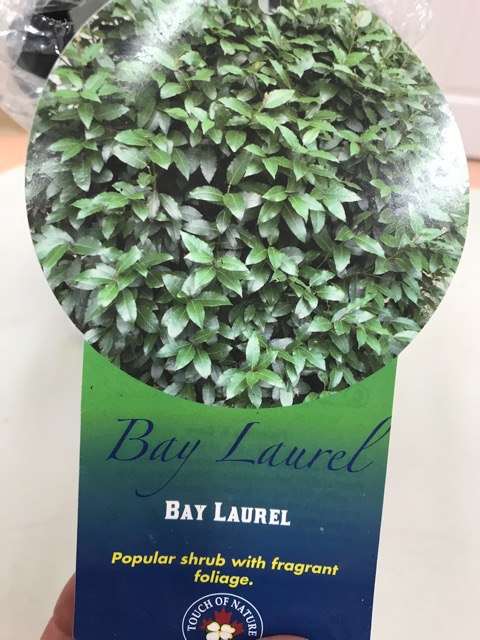 Bay Laurel
BAY LAUREL
Popular shrub with fragrant
foliage.
TOUCH OF NATURE